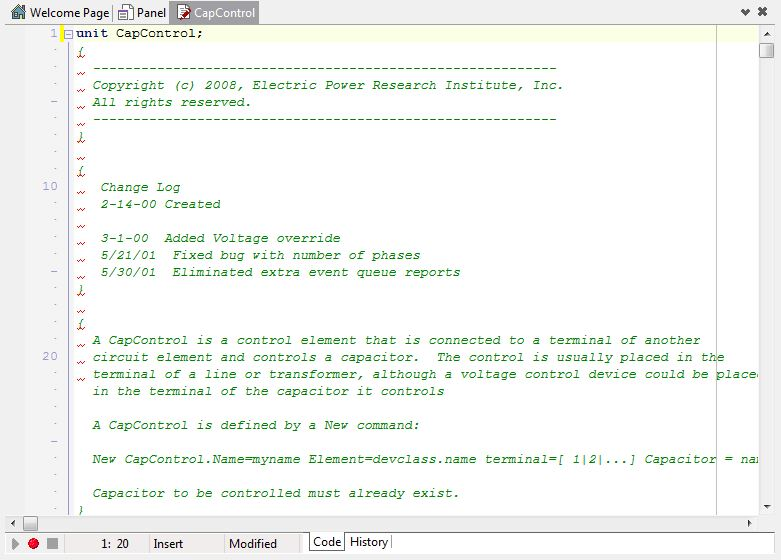 Welcome Page Panel CapControl
1 unit CapControl;
{
----------------------------------------------------------
Copyright (c) 2008, Electric Power Research Institute, Inc.
All rights reserved.
----------------------------------------------------------
}
{
10 Change Log
2-14-00 Created
3-1-00 Added Voltage override
5/21/01 Fixed bug with number of phases
5/30/01 Eliminated extra event queue reports
}
{
A CapControl is a control element that is connected to a terminal of another
20 circuit element and controls a capacitor. The control is usually placed in the
terminal of a line or transformer, although a voltage control device could be place
in the terminal of the capacitor it controls
A CapControl is defined by a New command:
New CapControl.Name=myname Element=devclass.name terminal=[ 1|2|...] Capacitor = na
Capacitor to be controlled must already exist.
}
1: 20 Insert Modified Code History